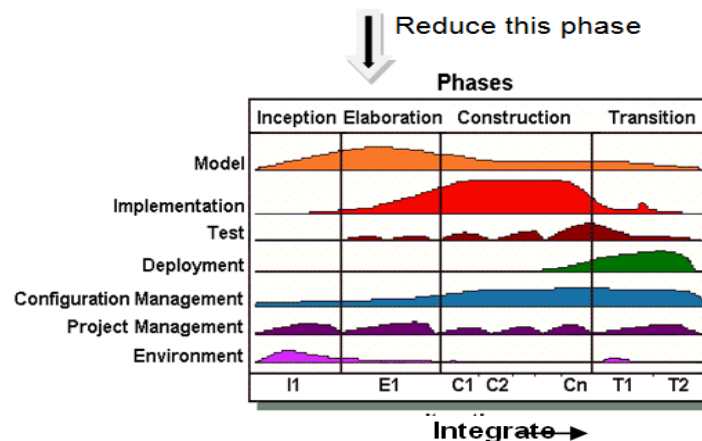 Reduce this phase
Phases
Inception Elaboration Construction Transition
Model
Implementation
Test
Deployment
Configuration Management
Project Management
Environment
I1 E1 C1 C2 Cn T1 T2
Integrate